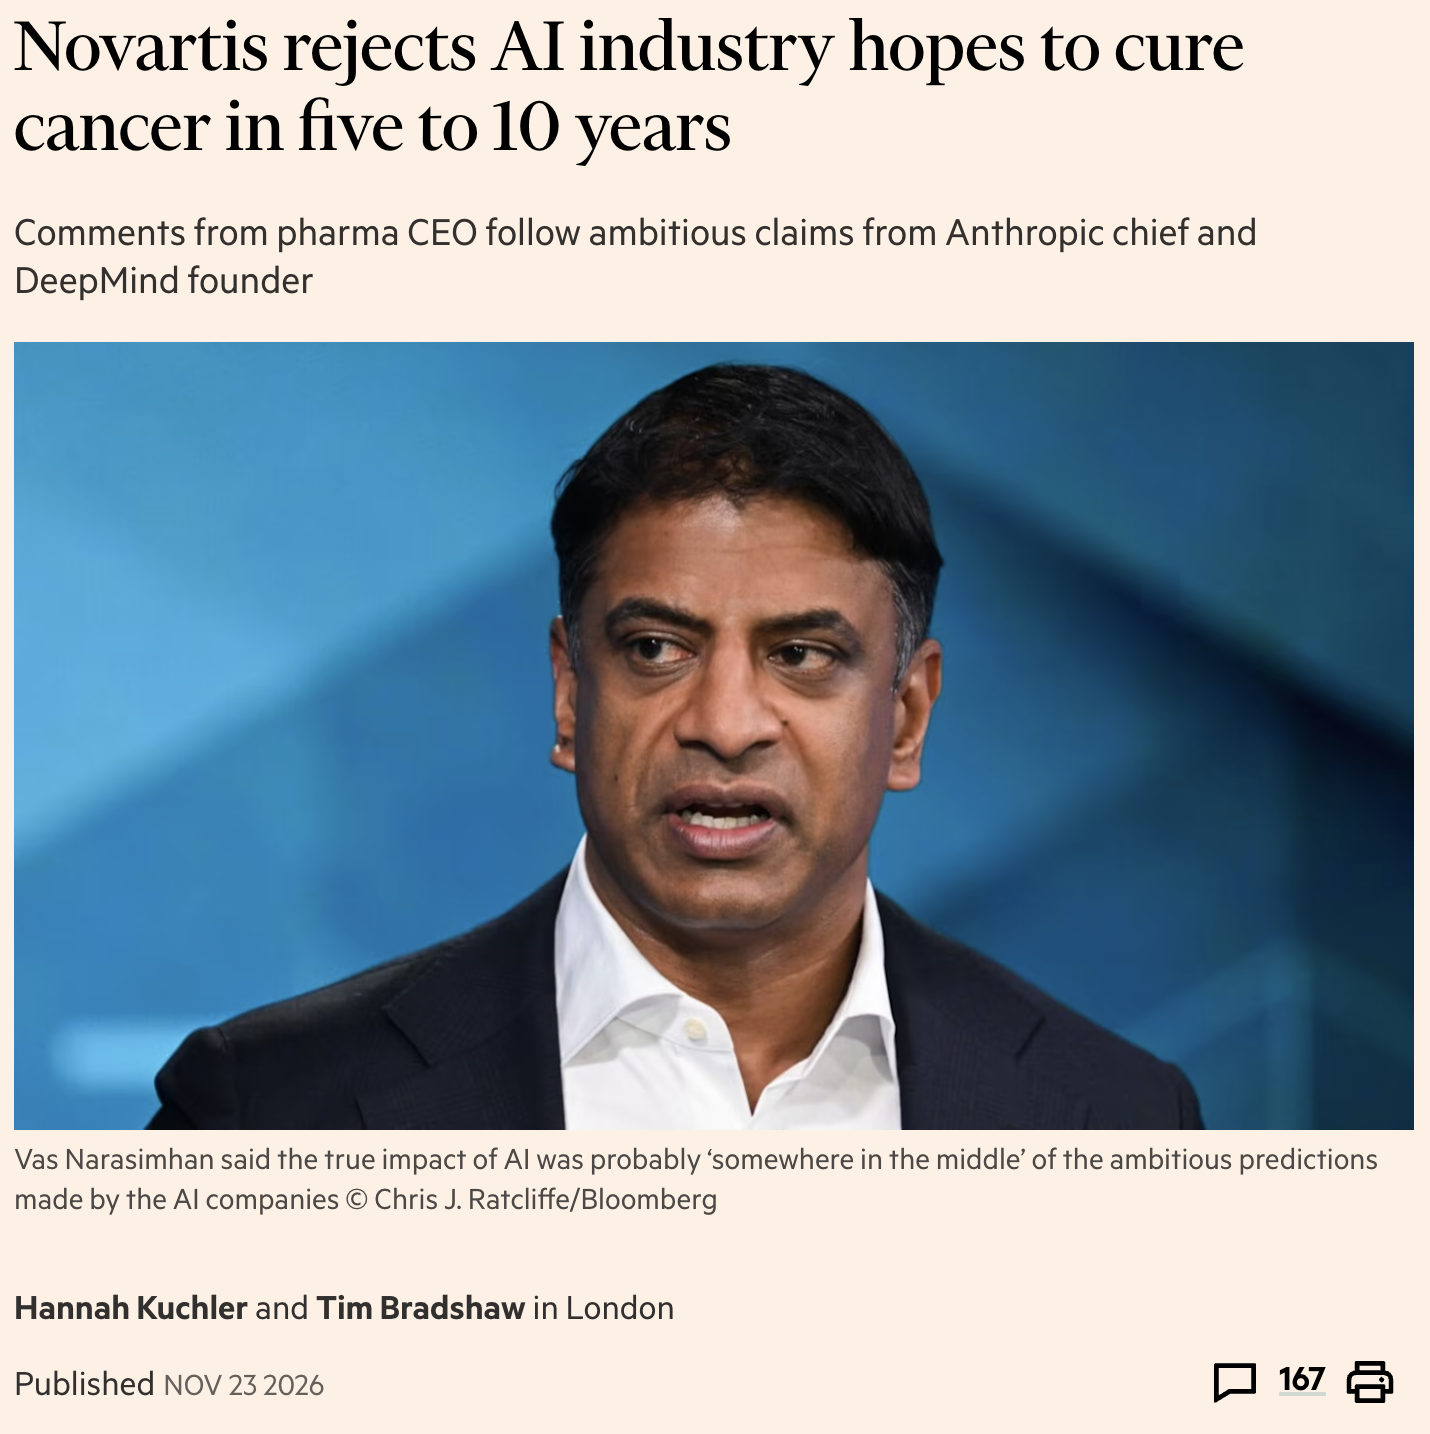 Novartis rejects AI industry hopes to cure
cancer in five to 10 years
Comments from pharma CEO follow ambitious claims from Anthropic chief and
DeepMind founder
Vas Narasimhan said the true impact of AI was probably ‘somewhere in the middle’ of the ambitious predictions
made by the AI companies © Chris J. Ratcliffe/Bloomberg
Hannah Kuchler and Tim Bradshaw in London
Published NOV 23 2026
167